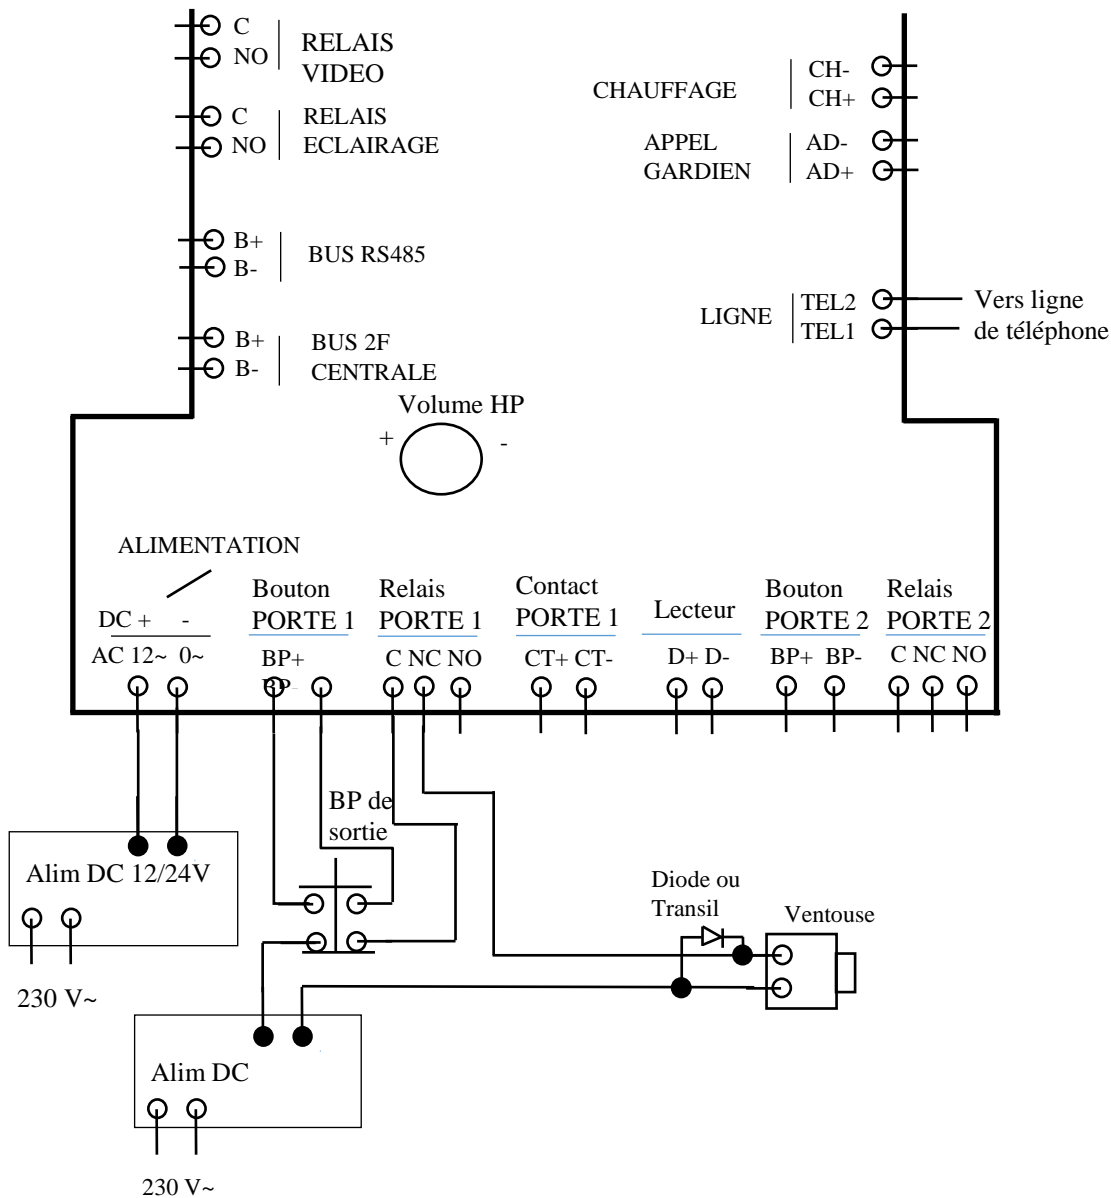 C
NO
RELAIS
VIDEO
C
NO
RELAIS
ECLAIRAGE
B+
B-
BUS RS485
B+
B-
BUS 2F
CENTRALE
CHAUFFAGE
CH-
CH+
APPEL
GARDIEN
AD-
AD+
LIGNE
TEL2
TEL1
Vers ligne
de téléphone
Volume HP
+ -
ALIMENTATION
DC + -
AC 12~ 0~
Bouton
PORTE 1
BP+
BP-
Relais
PORTE 1
C NC NO
Contact
PORTE 1
CT+ CT-
Lecteur
D+ D-
Bouton
PORTE 2
BP+ BP-
Relais
PORTE 2
C NC NO
BP de
sortie
Alim DC 12/24V
230 V~
Diode ou
Transil
Ventouse
Alim DC
230 V~